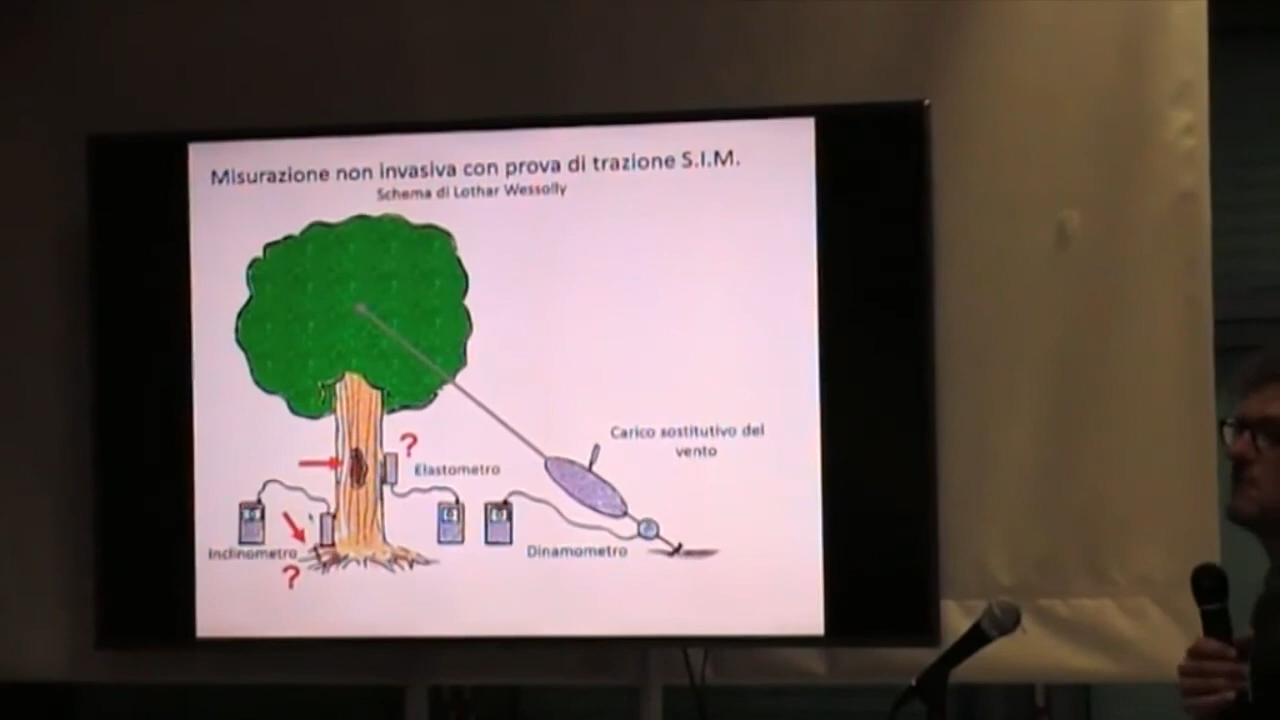 Misurazione non invasiva con prova di trazione S.I.M.
Schema di Lothar Wessolly
Carico sostitutivo del
vento
?
Elastometro
Inclinometro
Dinamometro
?